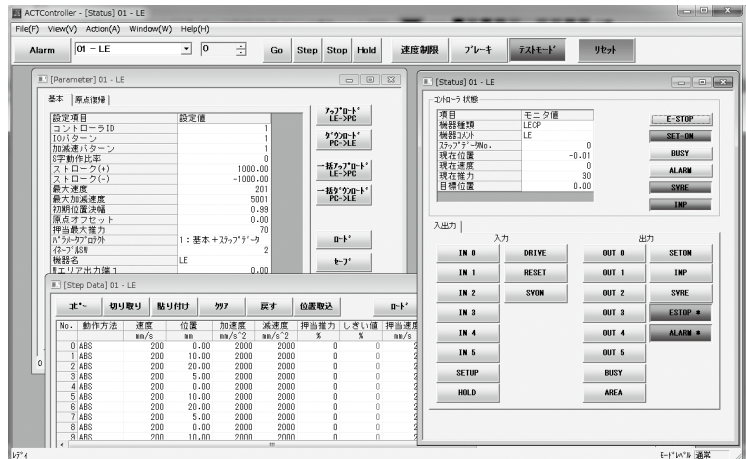 ACTController - [Status] 01 - LE
File(F) View(V) Action(A) Window(W) Help(H)
Alarm 01 - LE 0 Go Step Stop Hold 速度制限 ﾌﾞﾚｰｷ ﾃｽﾄﾓｰﾄﾞ ﾘｾｯﾄ
[Parameter] 01 - LE
基本 原点復帰
設定項目 設定値
コントローラID 1
IOパターン 1
加減速パターン 1
S字動作比率 0
ストローク(+) 1000.00
ストローク(-) -1000.00
最大速度 201
最大加減速度 5001
初期位置決幅 0.99
原点オフセット 0.00
押当最大推力 70
ﾊﾟﾗﾒｰﾀﾌﾟﾛﾃｸﾄ 1：基本＋ｽﾃｯﾌﾟﾃﾞｰﾀ
ｲﾈｰﾌﾞﾙSW 2
機器名 LE
Wエリア出力端1 0.00
ｱｯﾌﾟﾛｰﾄﾞ
LE->PC
ﾀﾞｳﾝﾛｰﾄﾞ
PC->LE
一括ｱｯﾌﾟﾛｰﾄﾞ
LE->PC
一括ﾀﾞｳﾝﾛｰﾄﾞ
PC->LE
ﾛｰﾄﾞ
ｾｰﾌﾞ
[Status] 01 - LE
ｺﾝﾄﾛｰﾗ 状態
項目 モニタ値
機器種類 LECP
機器ｺﾒﾝﾄ LE
ｽﾃｯﾌﾟﾃﾞｰﾀNo. 0
現在位置 -0.01
現在速度 0
現在推力 30
目標位置 0.00
E-STOP
SET-ON
BUSY
ALARM
SVRE
INP
入出力
入力 出力
IN 0 DRIVE OUT 0 SETON
IN 1 RESET OUT 1 INP
IN 2 SVON OUT 2 SVRE
IN 3 OUT 3 ESTOP *
IN 4 OUT 4 ALARM *
IN 5 OUT 5
SETUP BUSY
HOLD AREA
[Step Data] 01 - LE
ｺﾋﾟｰ 切り取り 貼り付け ｸﾘｱ 戻す 位置取込 ﾛｰﾄﾞ
No. 動作方法 速度 位置 加速度 減速度 押当推力 しきい値 押当速度
mm/s mm mm/s^2 mm/s^2 % % mm/s
0 ABS 200 0.00 2000 2000 0 0 2
1 ABS 200 10.00 2000 2000 0 0 2
2 ABS 200 20.00 2000 2000 0 0 2
3 ABS 200 5.00 2000 2000 0 0 2
4 ABS 200 0.00 2000 2000 0 0 2
5 ABS 200 10.00 2000 2000 0 0 2
6 ABS 200 20.00 2000 2000 0 0 2
7 ABS 200 5.00 2000 2000 0 0 2
8 ABS 200 0.00 2000 2000 0 0 2
9 ABS 200 10.00 2000 2000 0 0 2
ﾚﾃﾞｨ ﾓｰﾄﾞﾚﾍﾞﾙ 通常